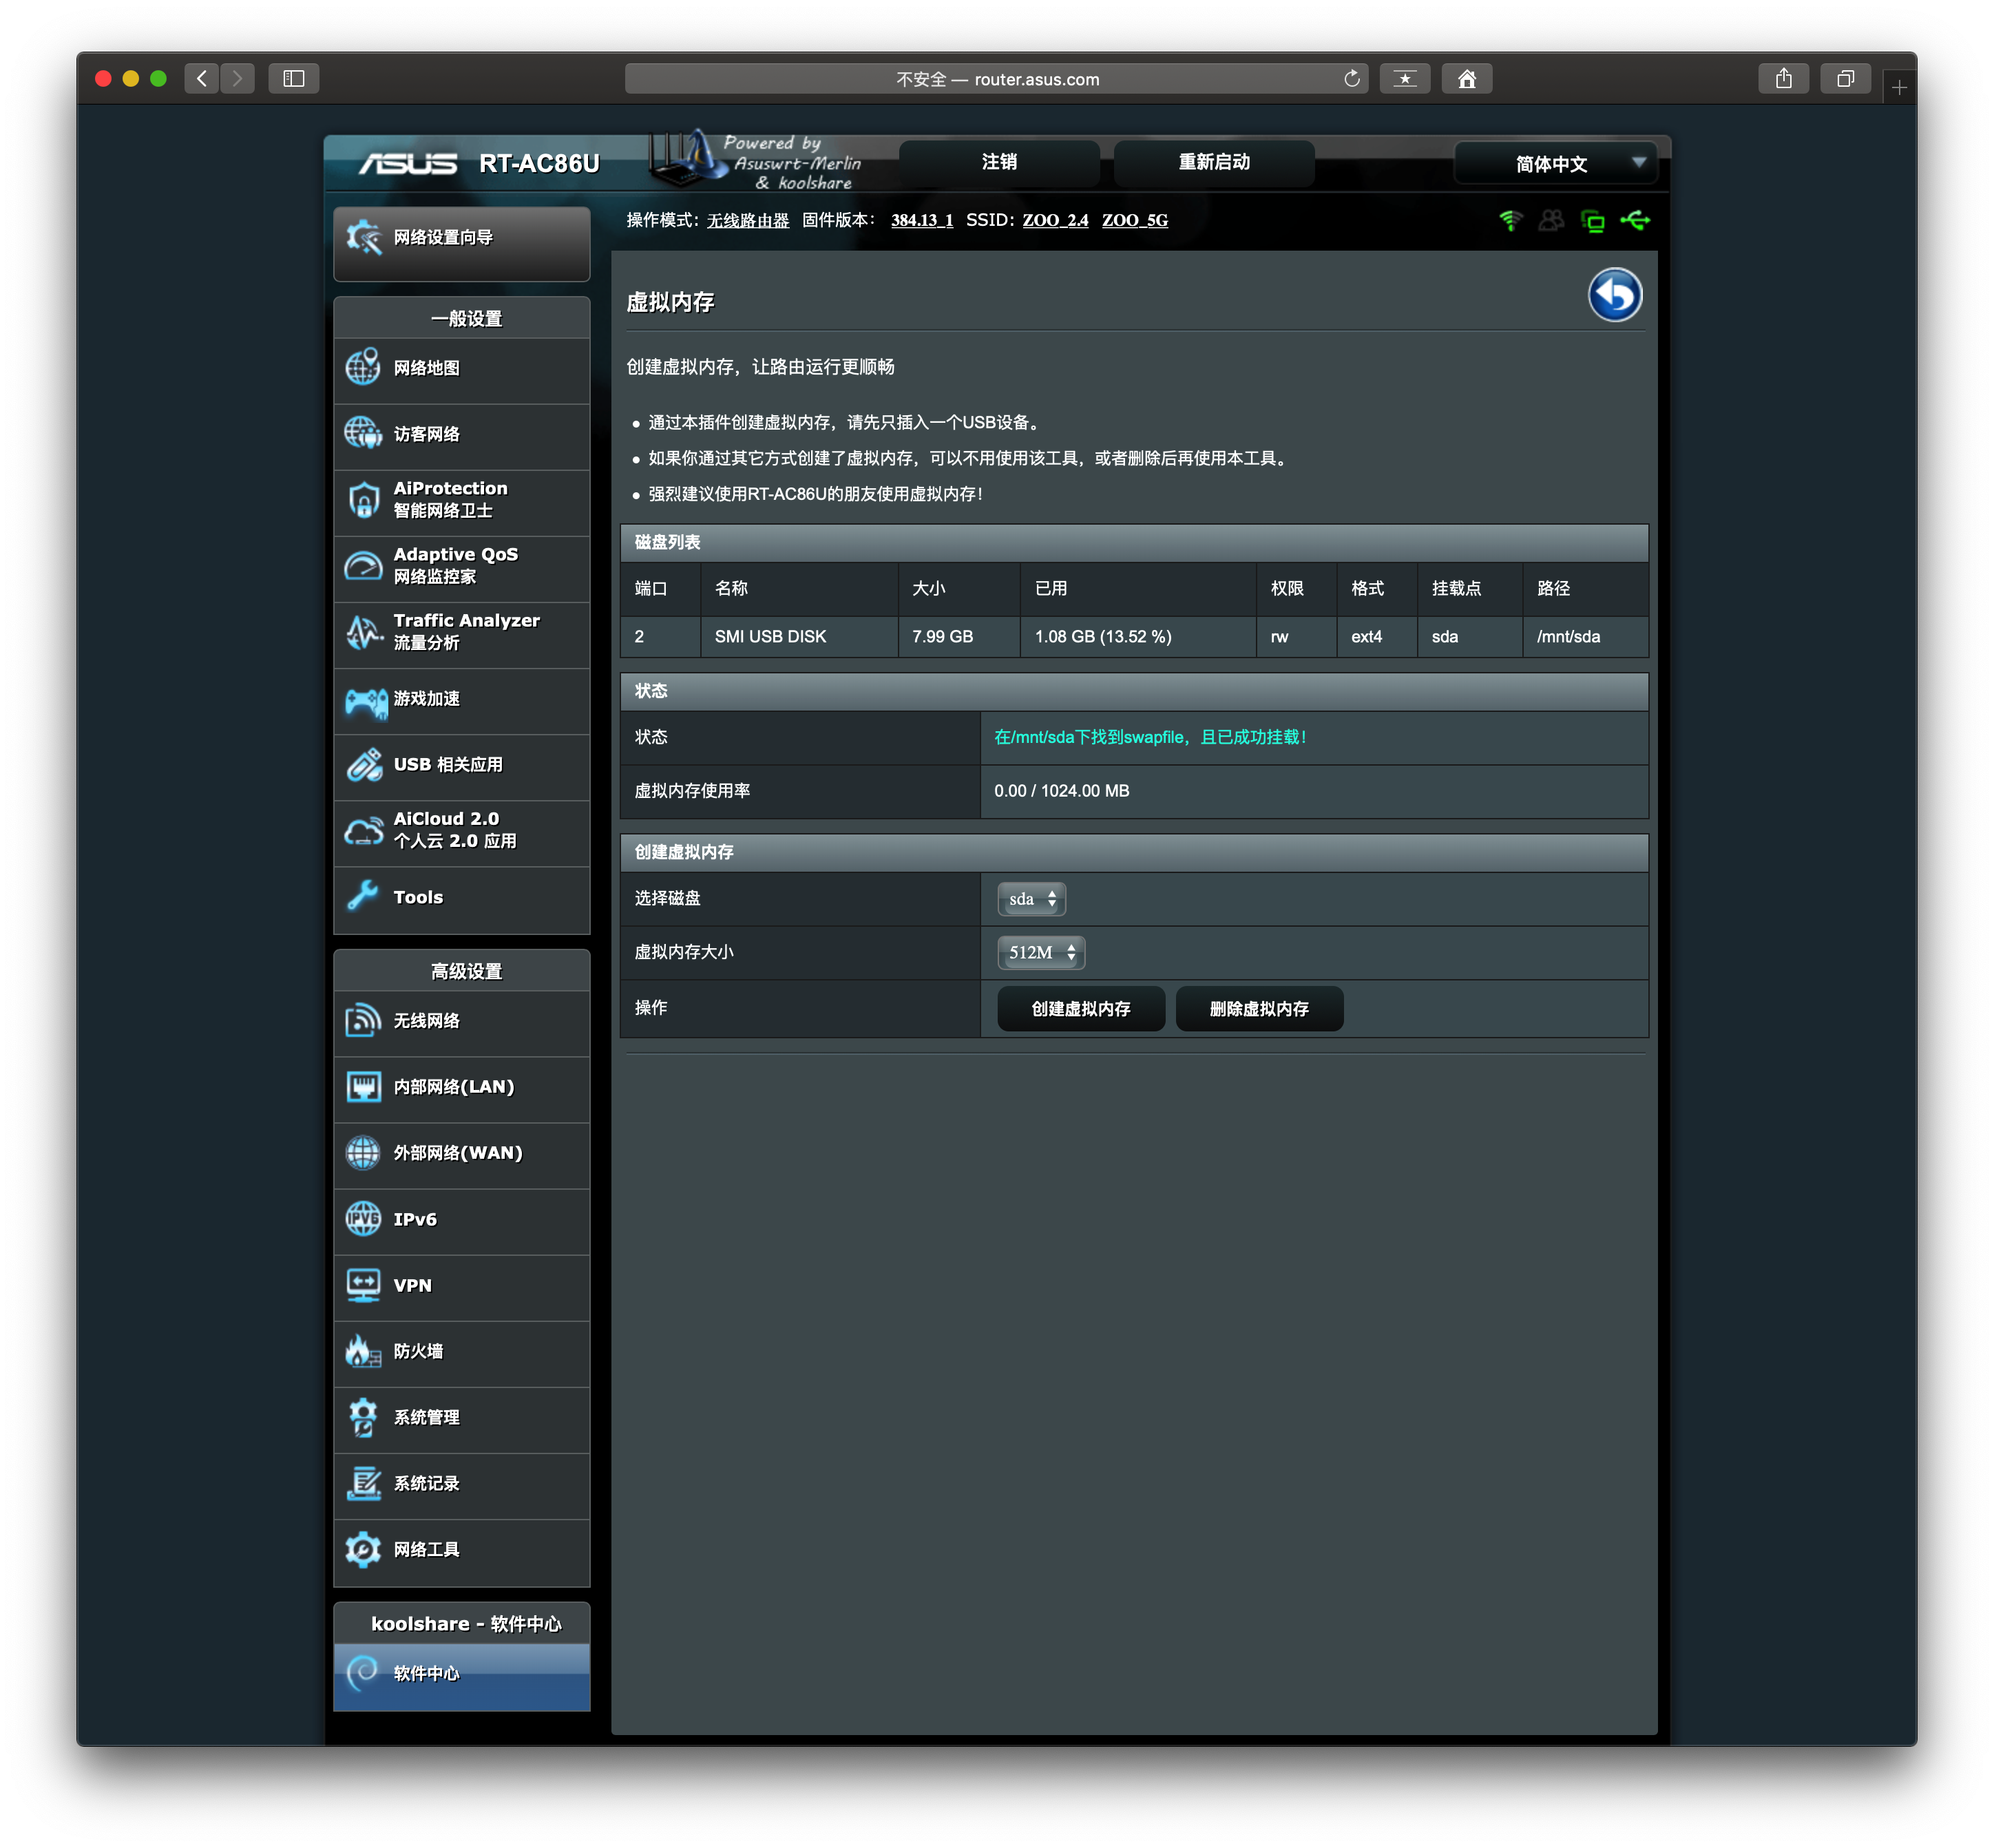 不安全 — router.asus.com
ASUS RT-AC86U
Powered by
Asuswrt-Merlin
& koolshare
注销
重新启动
简体中文
操作模式: 无线路由器 固件版本: 384.13_1 SSID: ZOO_2.4 ZOO_5G
网络设置向导
一般设置
网络地图
访客网络
AiProtection
智能网络卫士
Adaptive QoS
网络监控家
Traffic Analyzer
流量分析
游戏加速
USB 相关应用
AiCloud 2.0
个人云 2.0 应用
Tools
高级设置
无线网络
内部网络(LAN)
外部网络(WAN)
IPV6
IPv6
VPN
防火墙
系统管理
系统记录
网络工具
koolshare - 软件中心
软件中心
虚拟内存
创建虚拟内存，让路由运行更顺畅
● 通过本插件创建虚拟内存，请先只插入一个USB设备。
● 如果你通过其它方式创建了虚拟内存，可以不用使用该工具，或者删除后再使用本工具。
● 强烈建议使用RT-AC86U的朋友使用虚拟内存！
磁盘列表
端口 名称 大小 已用 权限 格式 挂载点 路径
2 SMI USB DISK 7.99 GB 1.08 GB (13.52 %) rw ext4 sda /mnt/sda
状态
状态 在/mnt/sda下找到swapfile，且已成功挂载！
虚拟内存使用率 0.00 / 1024.00 MB
创建虚拟内存
选择磁盘 sda
虚拟内存大小 512M
操作 创建虚拟内存 删除虚拟内存